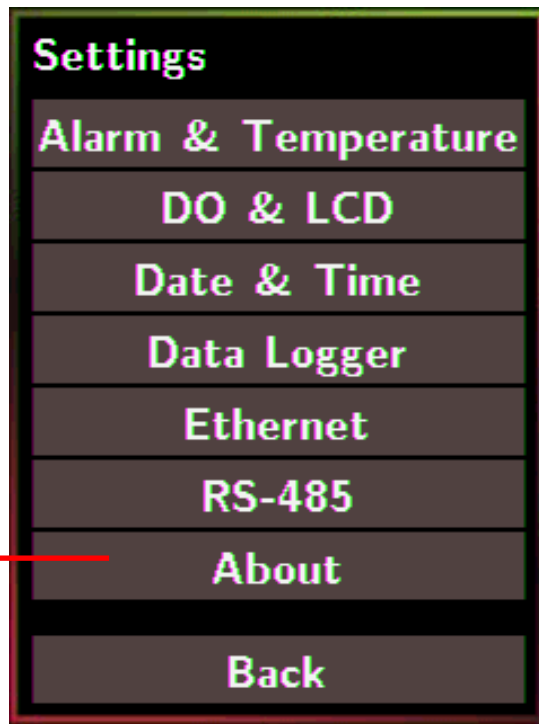 Settings
Alarm & Temperature
DO & LCD
Date & Time
Data Logger
Ethernet
RS-485
About
Back